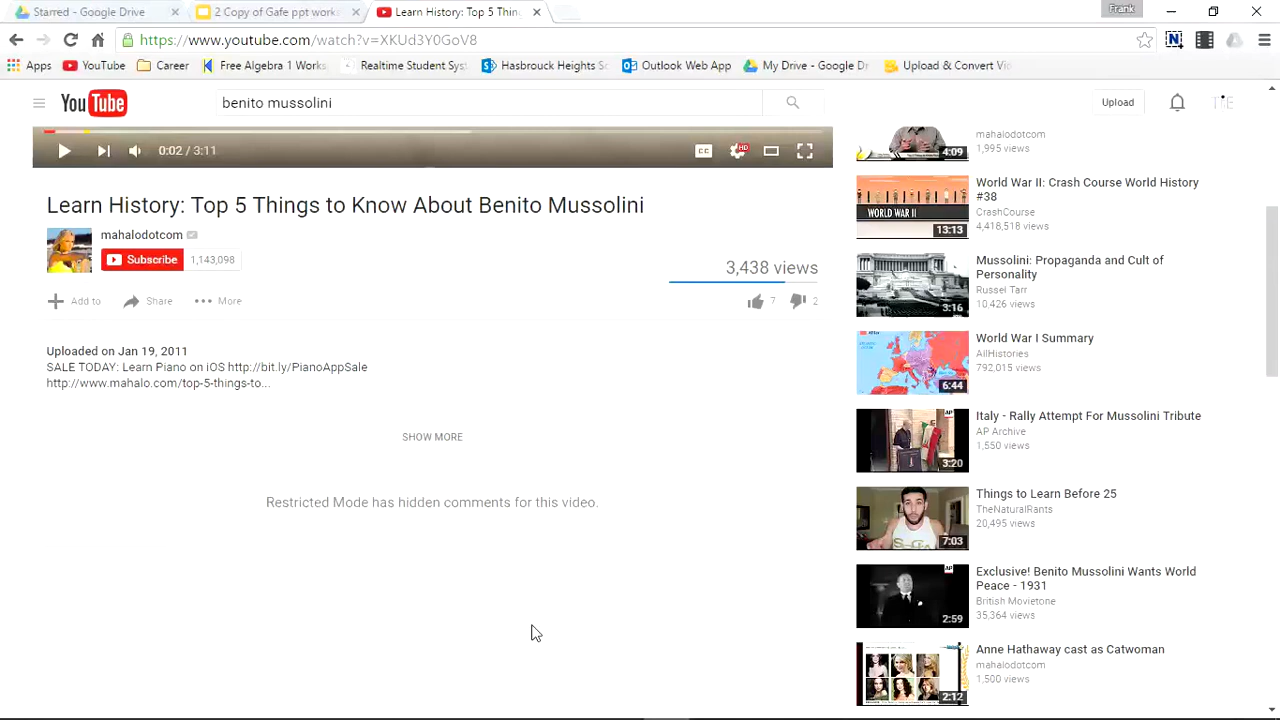 Starred - Google Drive
2 Copy of Gafe ppt works
Learn History: Top 5 Thin
Frank
https://www.youtube.com/watch?v=XKUd3Y0GoV8
Apps
YouTube
Career
Free Algebra 1 Works
Realtime Student
Hasbrouck Heights Sc
Outlook Web App
My Drive - Google Dr
Upload & Convert Vi
You Tube
benito mussolini
Upload
0:02 / 3:11
CC
HD
Learn History: Top 5 Things to Know About Benito Mussolini
mahalodotcom
Subscribe
1,143,098
3,438 views
Add to
Share
More
7
2
Uploaded on Jan 19, 2011
SALE TODAY: Learn Piano on iOS http://bit.ly/PianoAppSale
http://www.mahalo.com/top-5-things-to...
SHOW MORE
Restricted Mode has hidden comments for this video.
mahalodotcom
1,995 views
4:09
World War II: Crash Course World History
#38
CrashCourse
4,418,518 views
WORLD WAR II
13:13
Mussolini: Propaganda and Cult of
Personality
Russel Tarr
10,426 views
3:16
World War I Summary
AllHistories
792,015 views
6:44
Italy - Rally Attempt For Mussolini Tribute
AP Archive
1,550 views
AP
3:20
Things to Learn Before 25
TheNaturalRants
20,495 views
7:03
Exclusive! Benito Mussolini Wants World
Peace - 1931
British Movietone
35,364 views
AP
2:59
Anne Hathaway cast as Catwoman
mahalodotcom
1,500 views
2:12